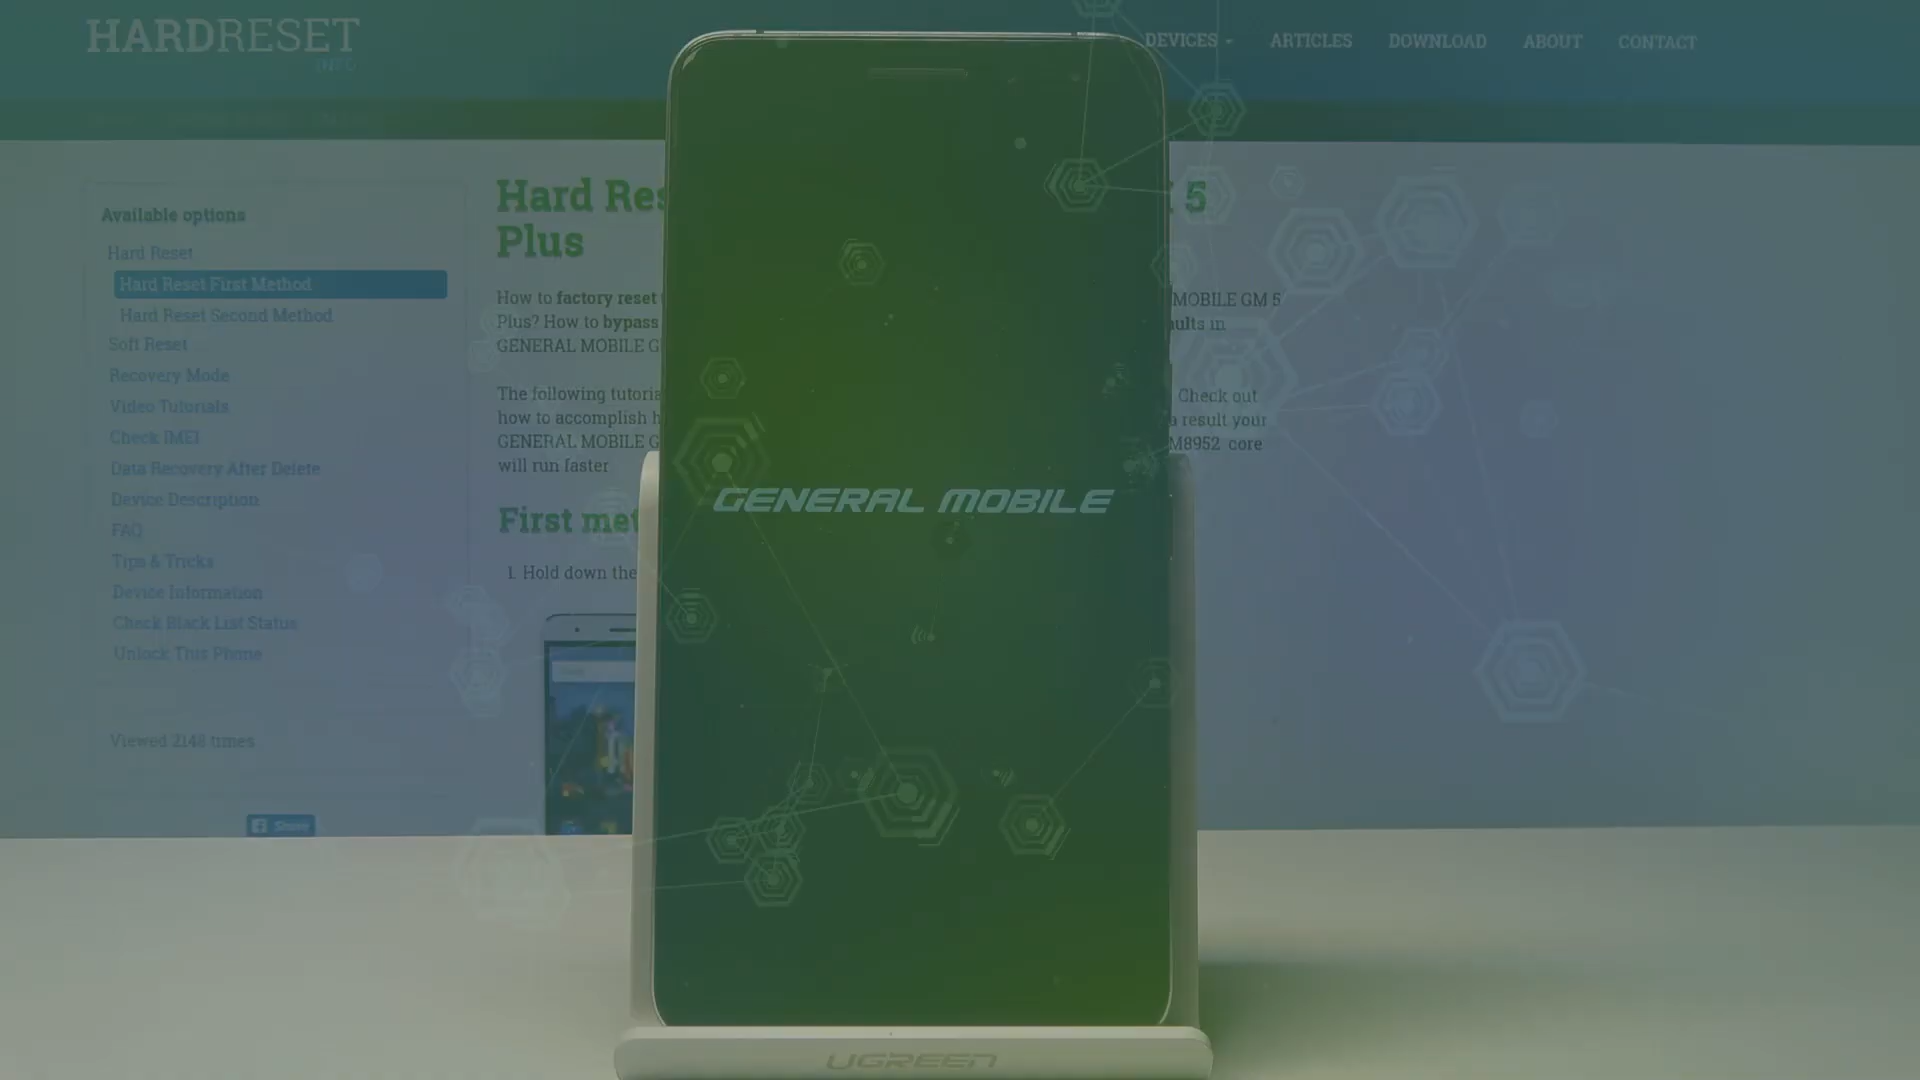 HARDRESET
INFO
DEVICES
ARTICLES
DOWNLOAD
ABOUT
CONTACT
Available options
Hard Reset
Hard Reset First Method
Hard Reset Second Method
Soft Reset
Recovery Mode
Video Tutorials
Check IMEI
Data Recovery After Delete
Device Description
FAQ
Tips & Tricks
Device Information
Check Black List Status
Unlock This Phone
Viewed 2148 times
Share
Hard Res 5
Plus
How to factory reset MOBILE GM 5
Plus? How to bypass ults in
GENERAL MOBILE G
The following tutoria Check out
how to accomplish h a result your
GENERAL MOBILE G M8952 core
will run faster
First met
1. Hold down the
GENERAL MOBILE
UGREEN